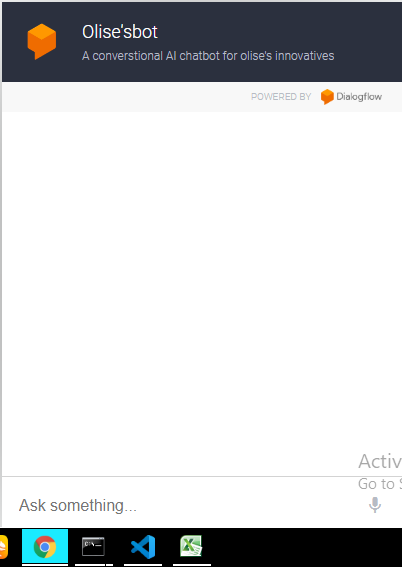 Olise'sbot
A converstional AI chatbot for olise's innovatives
POWERED BY Dialogflow
Activ
Go to S
Ask something...